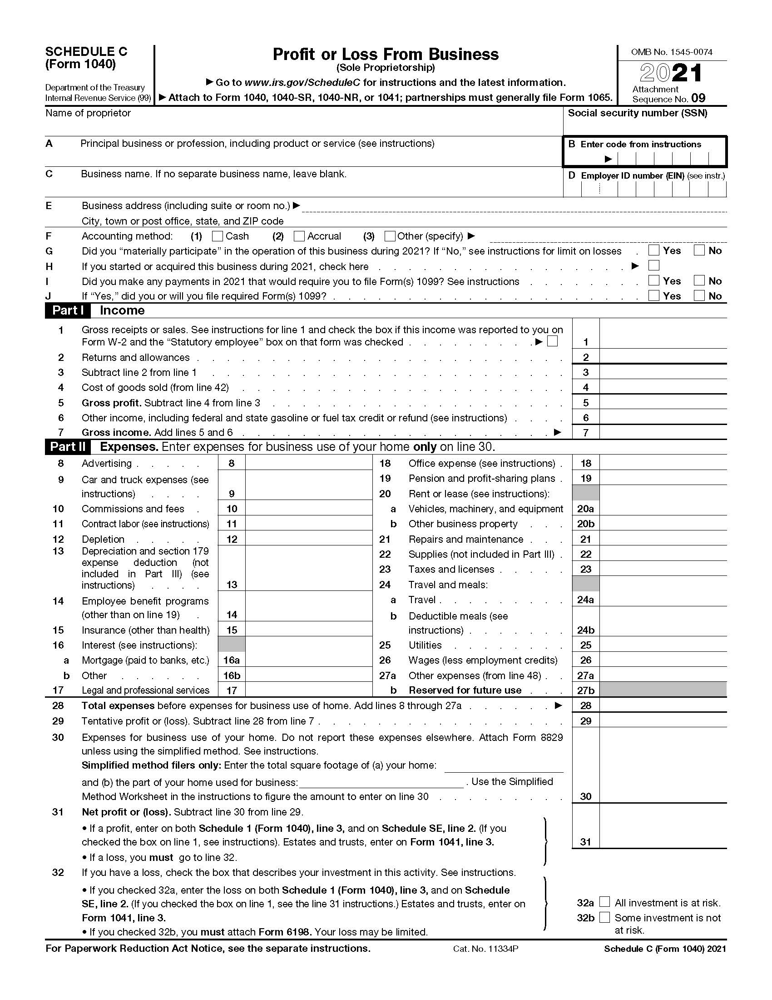 SCHEDULE C
(Form 1040)
Department of the Treasury
Internal Revenue Service (99)
Profit or Loss From Business
(Sole Proprietorship)
▶ Go to www.irs.gov/ScheduleC for instructions and the latest information.
▶ Attach to Form 1040, 1040-SR, 1040-NR, or 1041; partnerships must generally file Form 1065.
OMB No. 1545-0074
2021
Attachment
Sequence No. 09
Name of proprietor
Social security number (SSN)
A Principal business or profession, including product or service (see instructions)
B Enter code from instructions
▶
C Business name. If no separate business name, leave blank.
D Employer ID number (EIN) (see instr.)
E Business address (including suite or room no.) ▶
City, town or post office, state, and ZIP code
F Accounting method: (1) Cash (2) Accrual (3) Other (specify) ▶
G Did you “materially participate” in the operation of this business during 2021? If “No,” see instructions for limit on losses . Yes No
H If you started or acquired this business during 2021, check here . . . . . . . . . . . . . . . . . ▶
I Did you make any payments in 2021 that would require you to file Form(s) 1099? See instructions . . . . . . . . Yes No
J If “Yes,” did you or will you file required Form(s) 1099? . . . . . . . . . . . . . . . . . . . . . Yes No
Part I Income
1 Gross receipts or sales. See instructions for line 1 and check the box if this income was reported to you on
Form W-2 and the “Statutory employee” box on that form was checked . . . . . . . . . ▶ 1
2 Returns and allowances . . . . . . . . . . . . . . . . . . . . . . . . . 2
3 Subtract line 2 from line 1 . . . . . . . . . . . . . . . . . . . . . . . . 3
4 Cost of goods sold (from line 42) . . . . . . . . . . . . . . . . . . . . . . 4
5 Gross profit. Subtract line 4 from line 3 . . . . . . . . . . . . . . . . . . . . 5
6 Other income, including federal and state gasoline or fuel tax credit or refund (see instructions) . . . . 6
7 Gross income. Add lines 5 and 6 . . . . . . . . . . . . . . . . . . . . . ▶ 7
Part II Expenses. Enter expenses for business use of your home only on line 30.
8 Advertising . . . . . 8
9 Car and truck expenses (see
instructions) . . . . 9
10 Commissions and fees . 10
11 Contract labor (see instructions) 11
12 Depletion . . . . . 12
13 Depreciation and section 179
expense deduction (not
included in Part III) (see
instructions) . . . . 13
14 Employee benefit programs
(other than on line 19) . 14
15 Insurance (other than health) 15
16 Interest (see instructions):
a Mortgage (paid to banks, etc.) 16a
b Other . . . . . . 16b
17 Legal and professional services 17
18 Office expense (see instructions) . 18
19 Pension and profit-sharing plans . 19
20 Rent or lease (see instructions):
a Vehicles, machinery, and equipment 20a
b Other business property . . . 20b
21 Repairs and maintenance . . . 21
22 Supplies (not included in Part III) . 22
23 Taxes and licenses . . . . . 23
24 Travel and meals:
a Travel . . . . . . . . . 24a
b Deductible meals (see
instructions) . . . . . . . 24b
25 Utilities . . . . . . . . 25
26 Wages (less employment credits) 26
27a Other expenses (from line 48) . . 27a
b Reserved for future use . . . 27b
28 Total expenses before expenses for business use of home. Add lines 8 through 27a . . . . . . ▶ 28
29 Tentative profit or (loss). Subtract line 28 from line 7 . . . . . . . . . . . . . . . . . 29
30 Expenses for business use of your home. Do not report these expenses elsewhere. Attach Form 8829
unless using the simplified method. See instructions.
Simplified method filers only: Enter the total square footage of (a) your home:
and (b) the part of your home used for business: . Use the Simplified
Method Worksheet in the instructions to figure the amount to enter on line 30 . . . . . . . . . 30
31 Net profit or (loss). Subtract line 30 from line 29.
• If a profit, enter on both Schedule 1 (Form 1040), line 3, and on Schedule SE, line 2. (If you
checked the box on line 1, see instructions). Estates and trusts, enter on Form 1041, line 3.
• If a loss, you must go to line 32.
31
32 If you have a loss, check the box that describes your investment in this activity. See instructions.
• If you checked 32a, enter the loss on both Schedule 1 (Form 1040), line 3, and on Schedule
SE, line 2. (If you checked the box on line 1, see the line 31 instructions.) Estates and trusts, enter on
Form 1041, line 3.
• If you checked 32b, you must attach Form 6198. Your loss may be limited.
32a All investment is at risk.
32b Some investment is not
at risk.
For Paperwork Reduction Act Notice, see the separate instructions. Cat. No. 11334P Schedule C (Form 1040) 2021